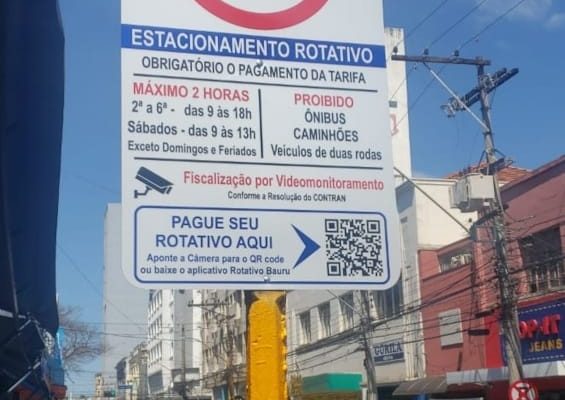 ESTACIONAMENTO ROTATIVO
OBRIGATÓRIO O PAGAMENTO DA TARIFA
MÁXIMO 2 HORAS
2ª a 6ª - das 9 às 18h
Sábados - das 9 às 13h
Exceto Domingos e Feriados
PROIBIDO
ÔNIBUS
CAMINHÕES
Veículos de duas rodas
Fiscalização por Videomonitoramento
Conforme a Resolução do CONTRAN
PAGUE SEU
ROTATIVO AQUI
Aponte a Câmera para o QR code
ou baixe o aplicativo Rotativo Bauru
JEANS